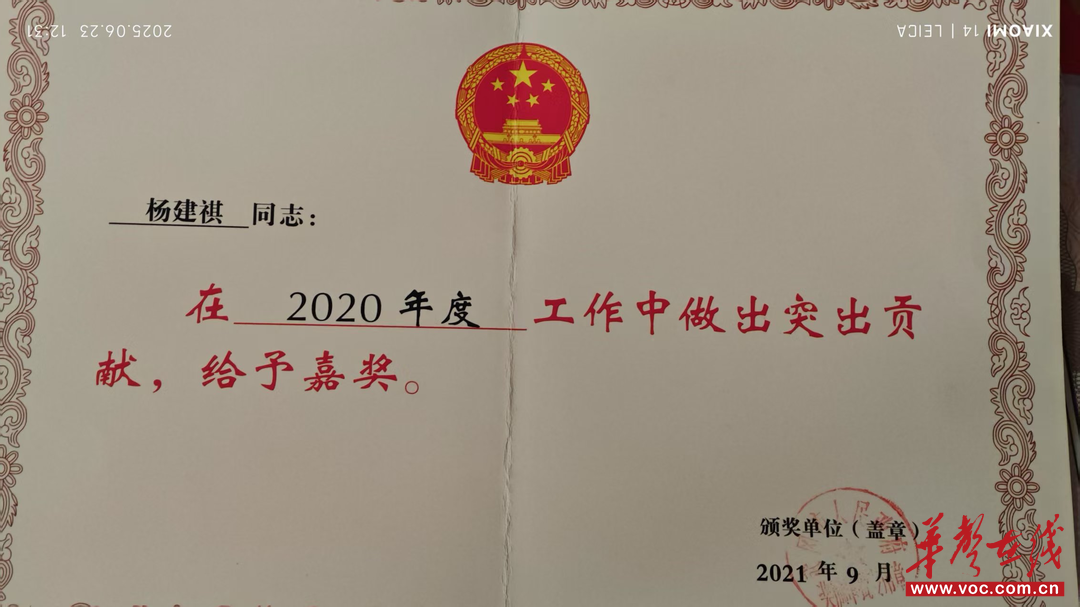 2025.06.23 12:31
XIAOMI 14 | LEICA
杨建祺 同志：
在 2020 年度 工作中做出突出贡
献，给予嘉奖。
人民
颁奖单位（盖章）
2021 年 9 月
华声在线
www.voc.com.cn